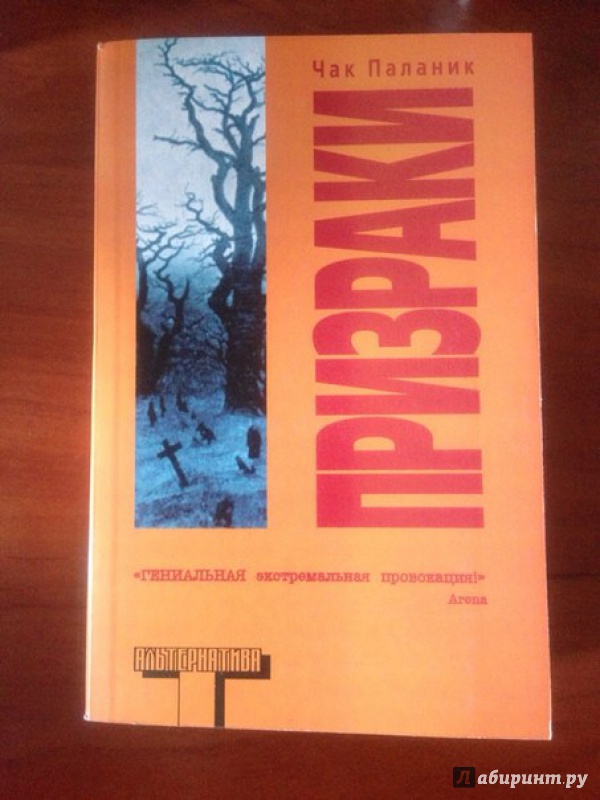 Чак Паланик
ПРИЗРАКИ
«ГЕНИАЛЬНАЯ экстремальная провокация!»
Arena
АЛЬТЕРНАТИВА
лабиринт.ру